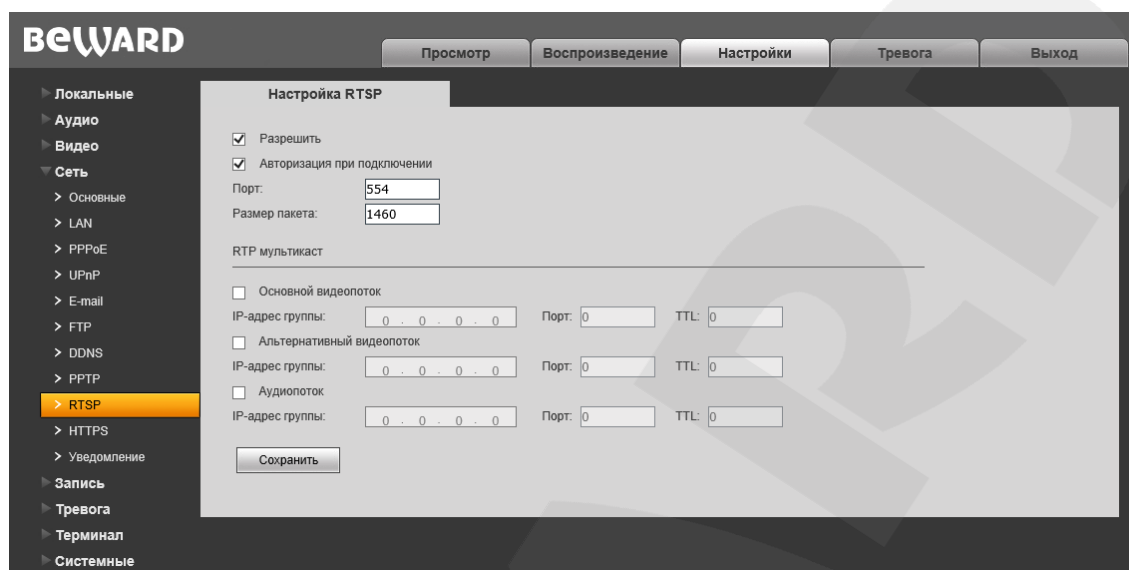 BEWARD
Просмотр Воспроизведение Настройки Тревога Выход
Локальные
Аудио
Видео
Сеть
Основные
LAN
PPPoE
UPnP
E-mail
FTP
DDNS
PPTP
RTSP
HTTPS
Уведомление
Запись
Тревога
Терминал
Системные
Настройка RTSP
Разрешить
Авторизация при подключении
Порт: 554
Размер пакета: 1460
RTP мультикаст
Основной видеопоток
IP-адрес группы: 0 . 0 . 0 . 0 Порт: 0 TTL: 0
Альтернативный видеопоток
IP-адрес группы: 0 . 0 . 0 . 0 Порт: 0 TTL: 0
Аудиопоток
IP-адрес группы: 0 . 0 . 0 . 0 Порт: 0 TTL: 0
Сохранить